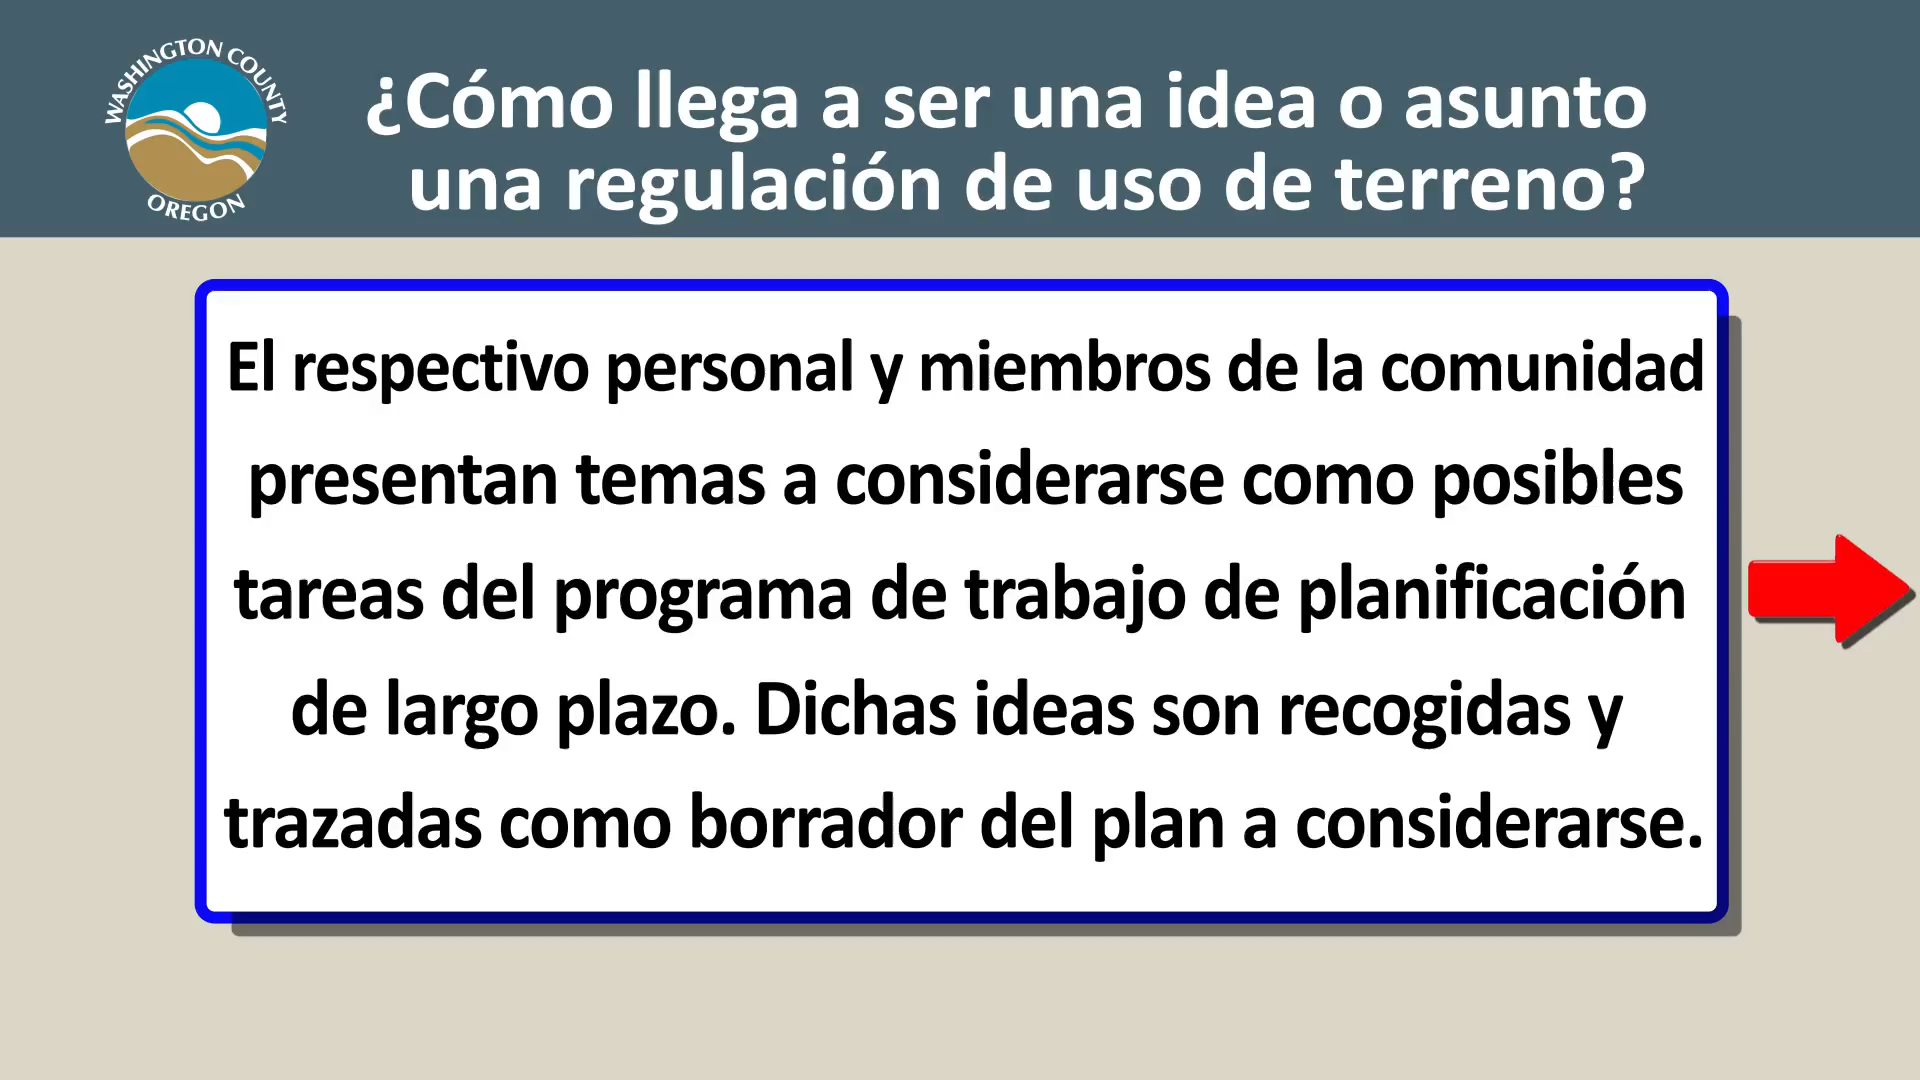 WASHINGTON COUNTY
OREGON
¿Cómo llega a ser una idea o asunto
una regulación de uso de terreno?
El respectivo personal y miembros de la comunidad
presentan temas a considerarse como posibles
tareas del programa de trabajo de planificación
de largo plazo. Dichas ideas son recogidas y
trazadas como borrador del plan a considerarse.